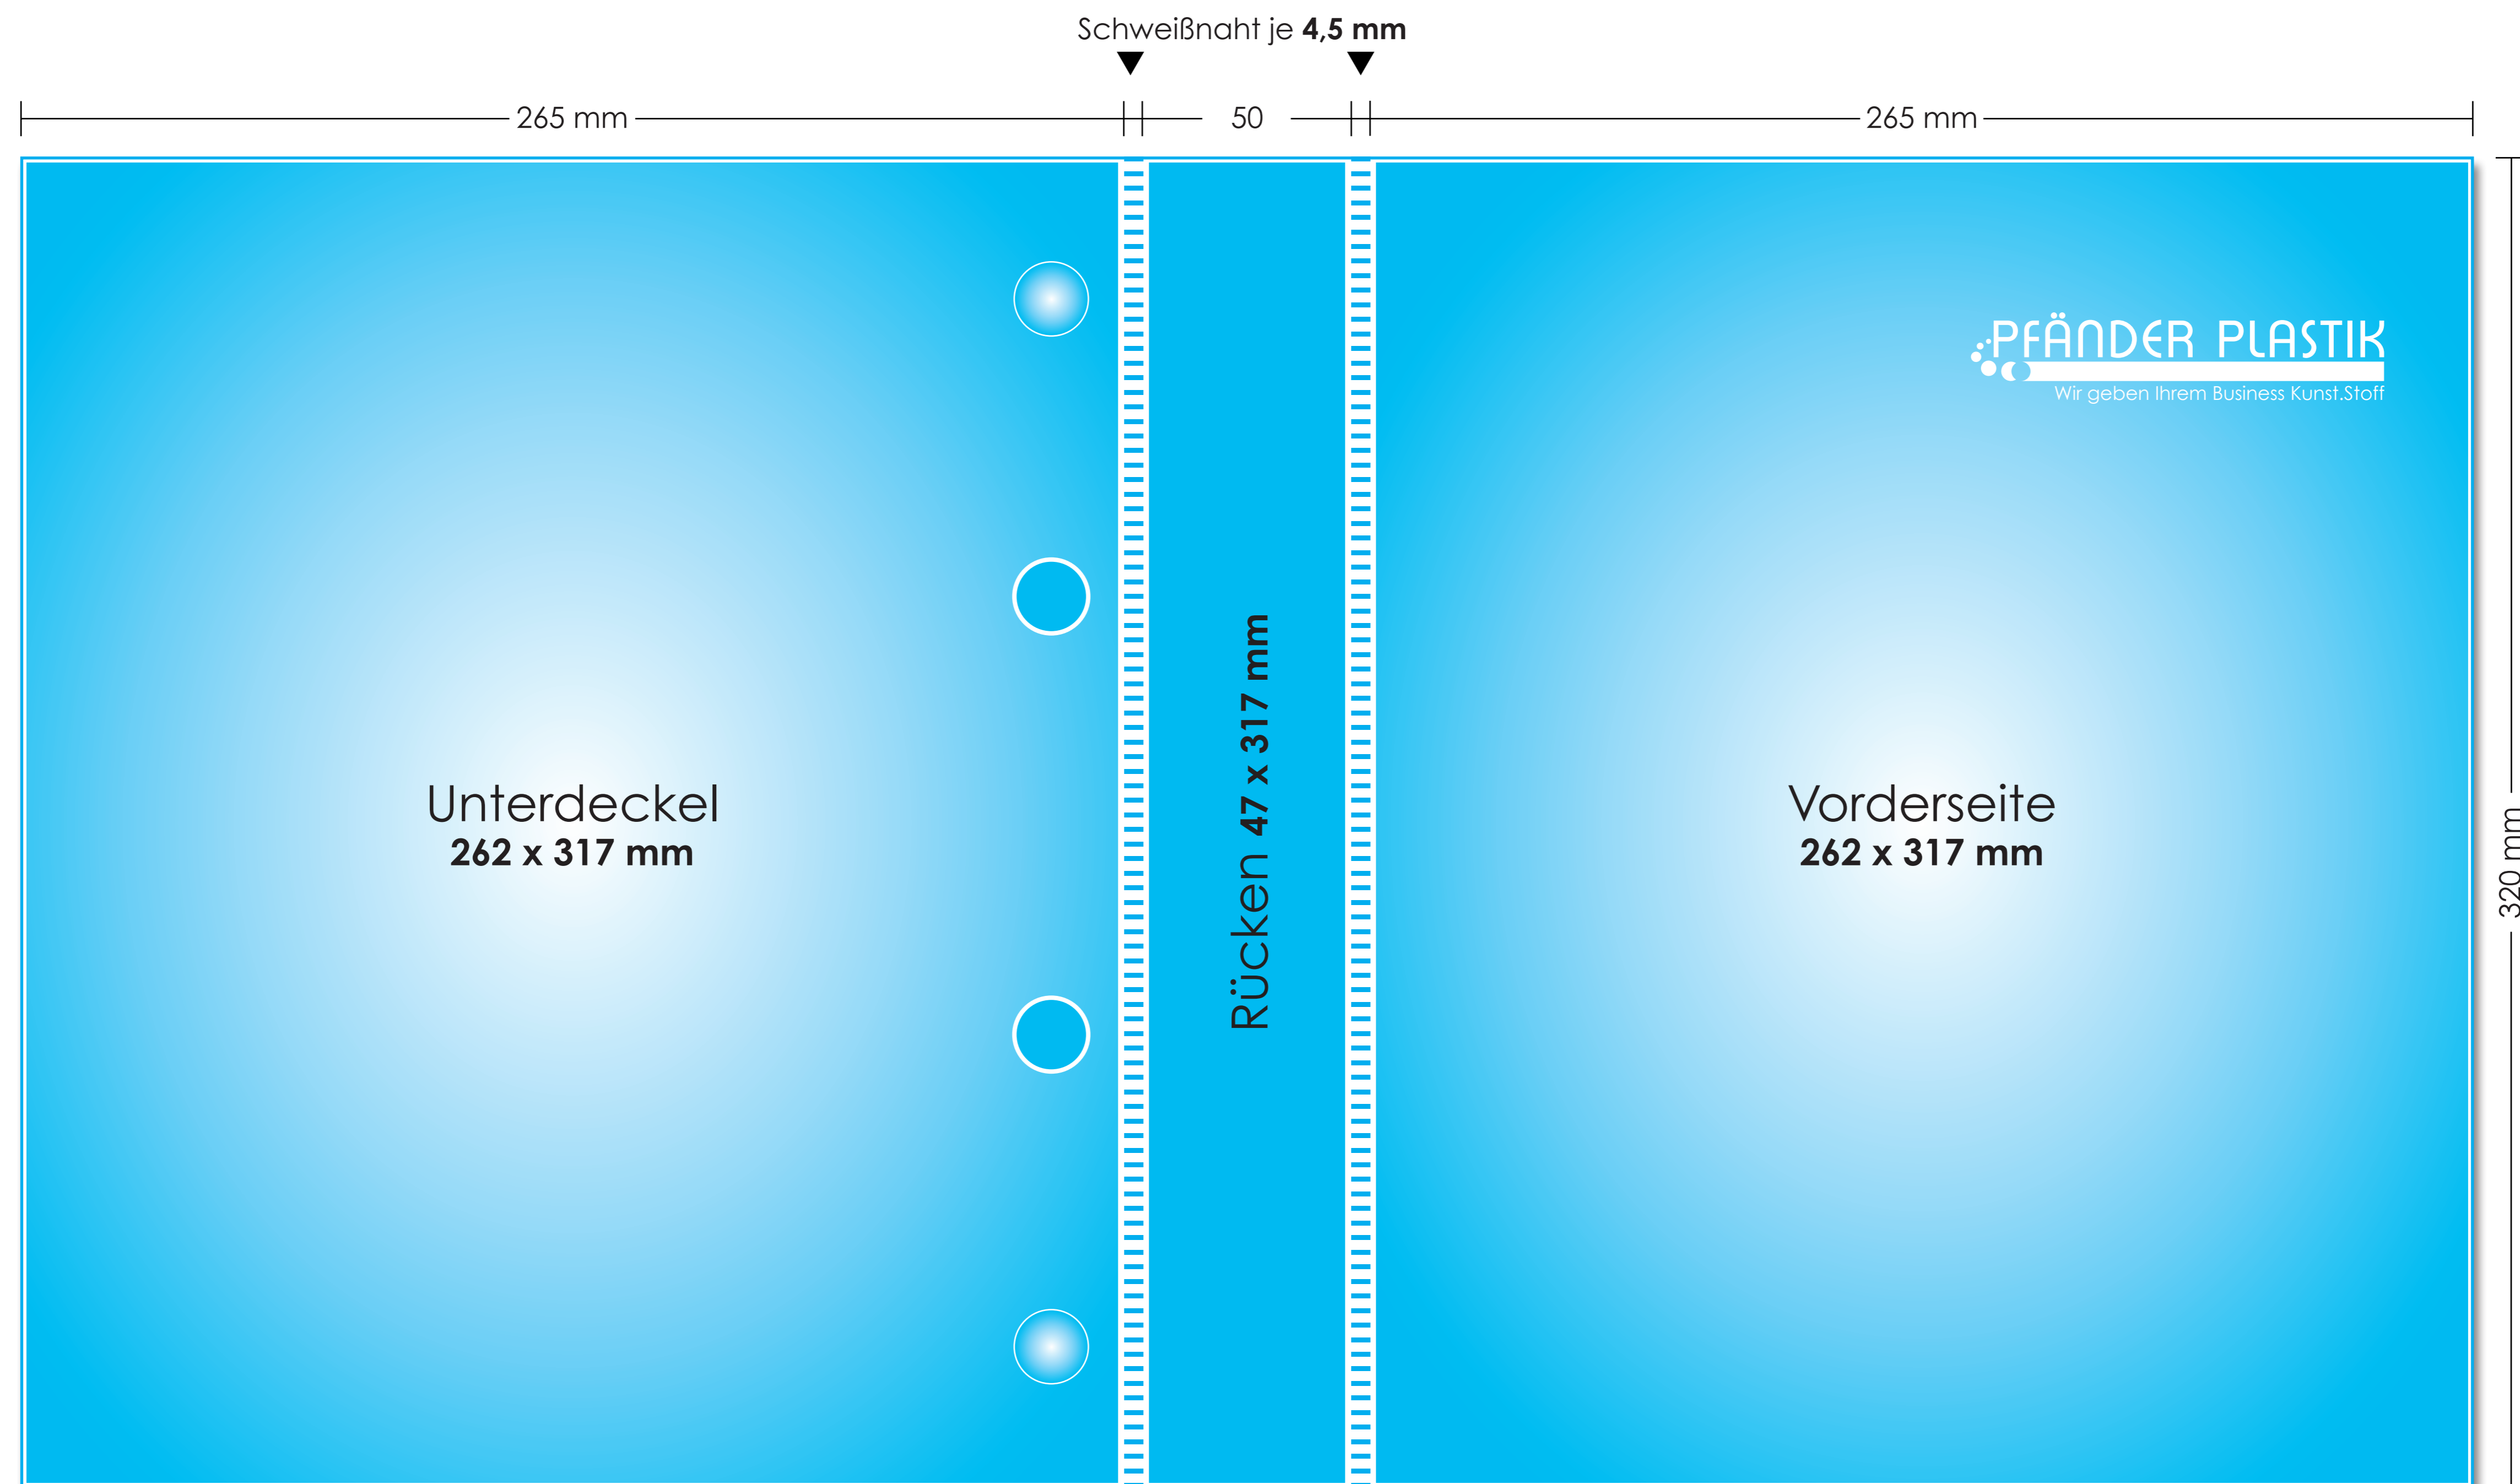 Schweißnaht je 4,5 mm
265 mm
50
265 mm
PFÄNDER PLASTIK
Wir geben Ihrem Business Kunst.Stoff
Unterdeckel
262 x 317 mm
Rücken 47 x 317 mm
Vorderseite
262 x 317 mm
320 mm